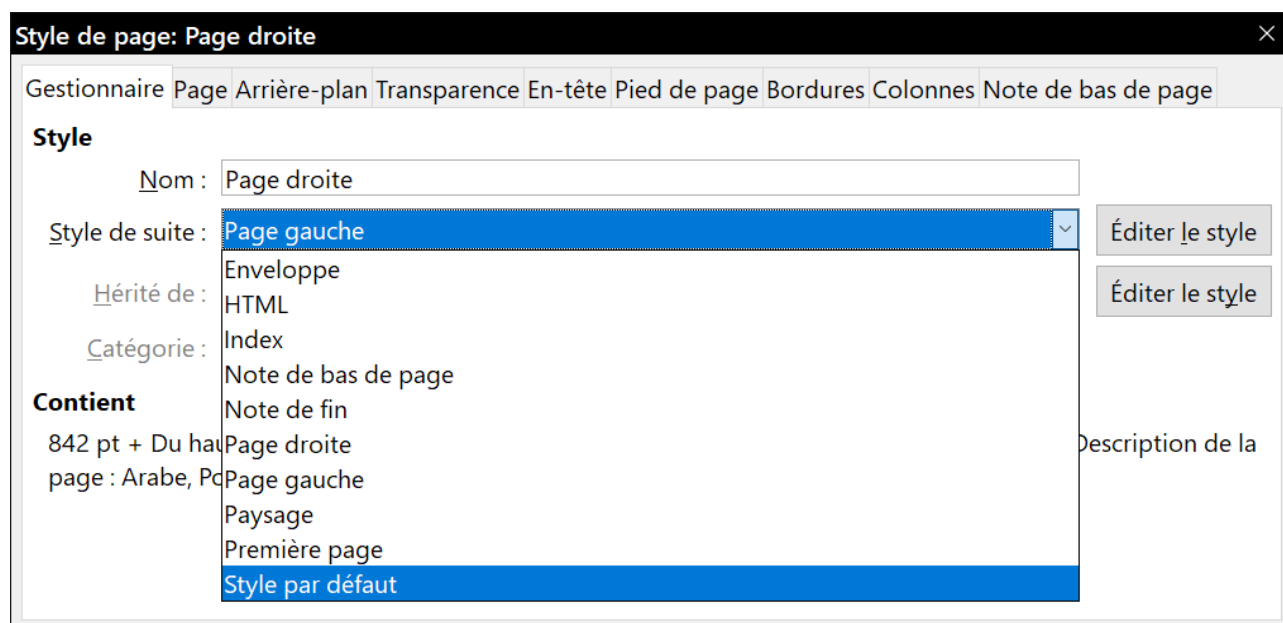 Style de page: Page droite
Gestionnaire Page Arrière-plan Transparence En-tête Pied de page Bordures Colonnes Note de bas de page
Style
Nom : Page droite
Style de suite : Page gauche Éditer le style
Enveloppe
Hérité de : HTML Éditer le style
Index
Catégorie :
Note de bas de page
Contient
Note de fin
842 pt + Du Page droite Description de la
page : Arabe, Page gauche
Paysage
Première page
Style par défaut